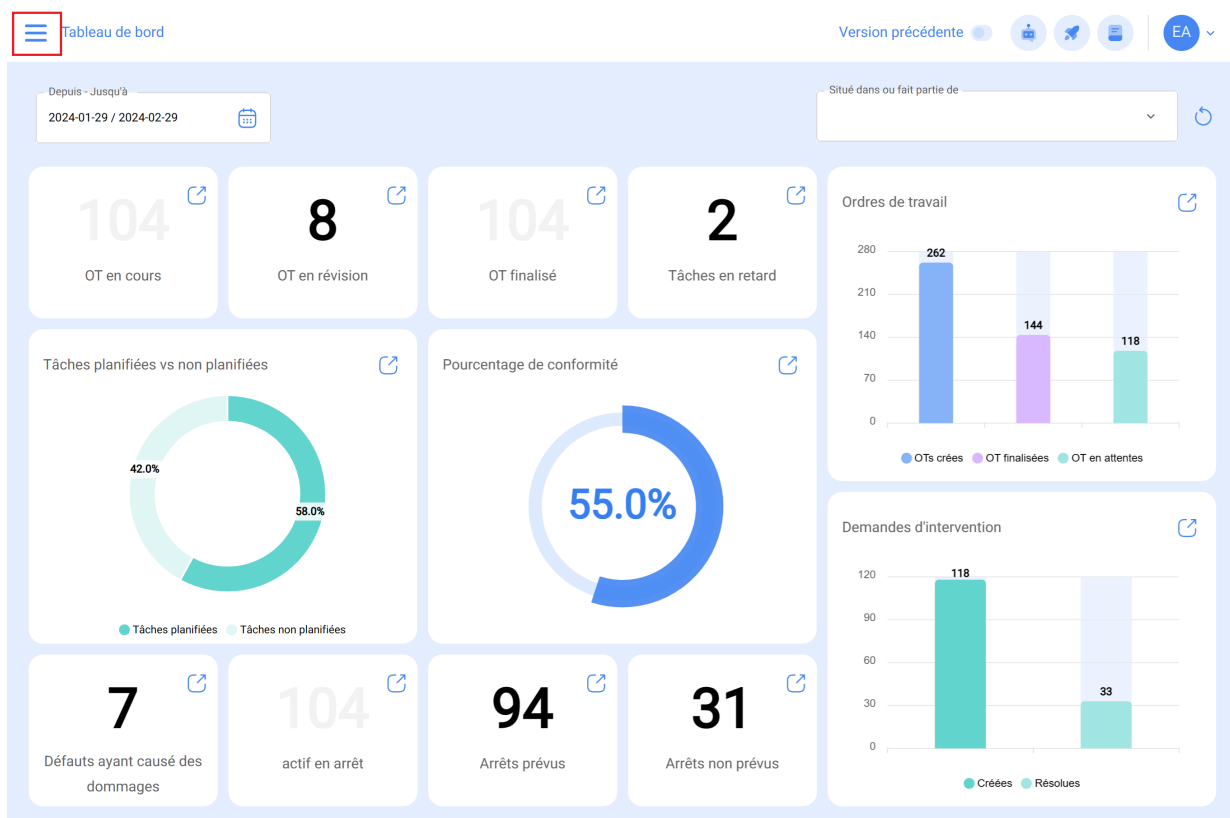 Tableau de bord
Version précédente
EA
Depuis - Jusqu'à
2024-01-29 / 2024-02-29
Situé dans ou fait partie de
104
OT en cours
8
OT en révision
104
OT finalisé
2
Tâches en retard
Ordres de travail
280
210
140
70
0
262
144
118
OTs crées OT finalisées OT en attentes
Tâches planifiées vs non planifiées
42.0%
58.0%
Tâches planifiées Tâches non planifiées
Pourcentage de conformité
55.0%
Demandes d'intervention
120
90
60
30
0
118
33
Créées Résolues
7
Défauts ayant causé des
dommages
104
actif en arrêt
94
Arrêts prévus
31
Arrêts non prévus